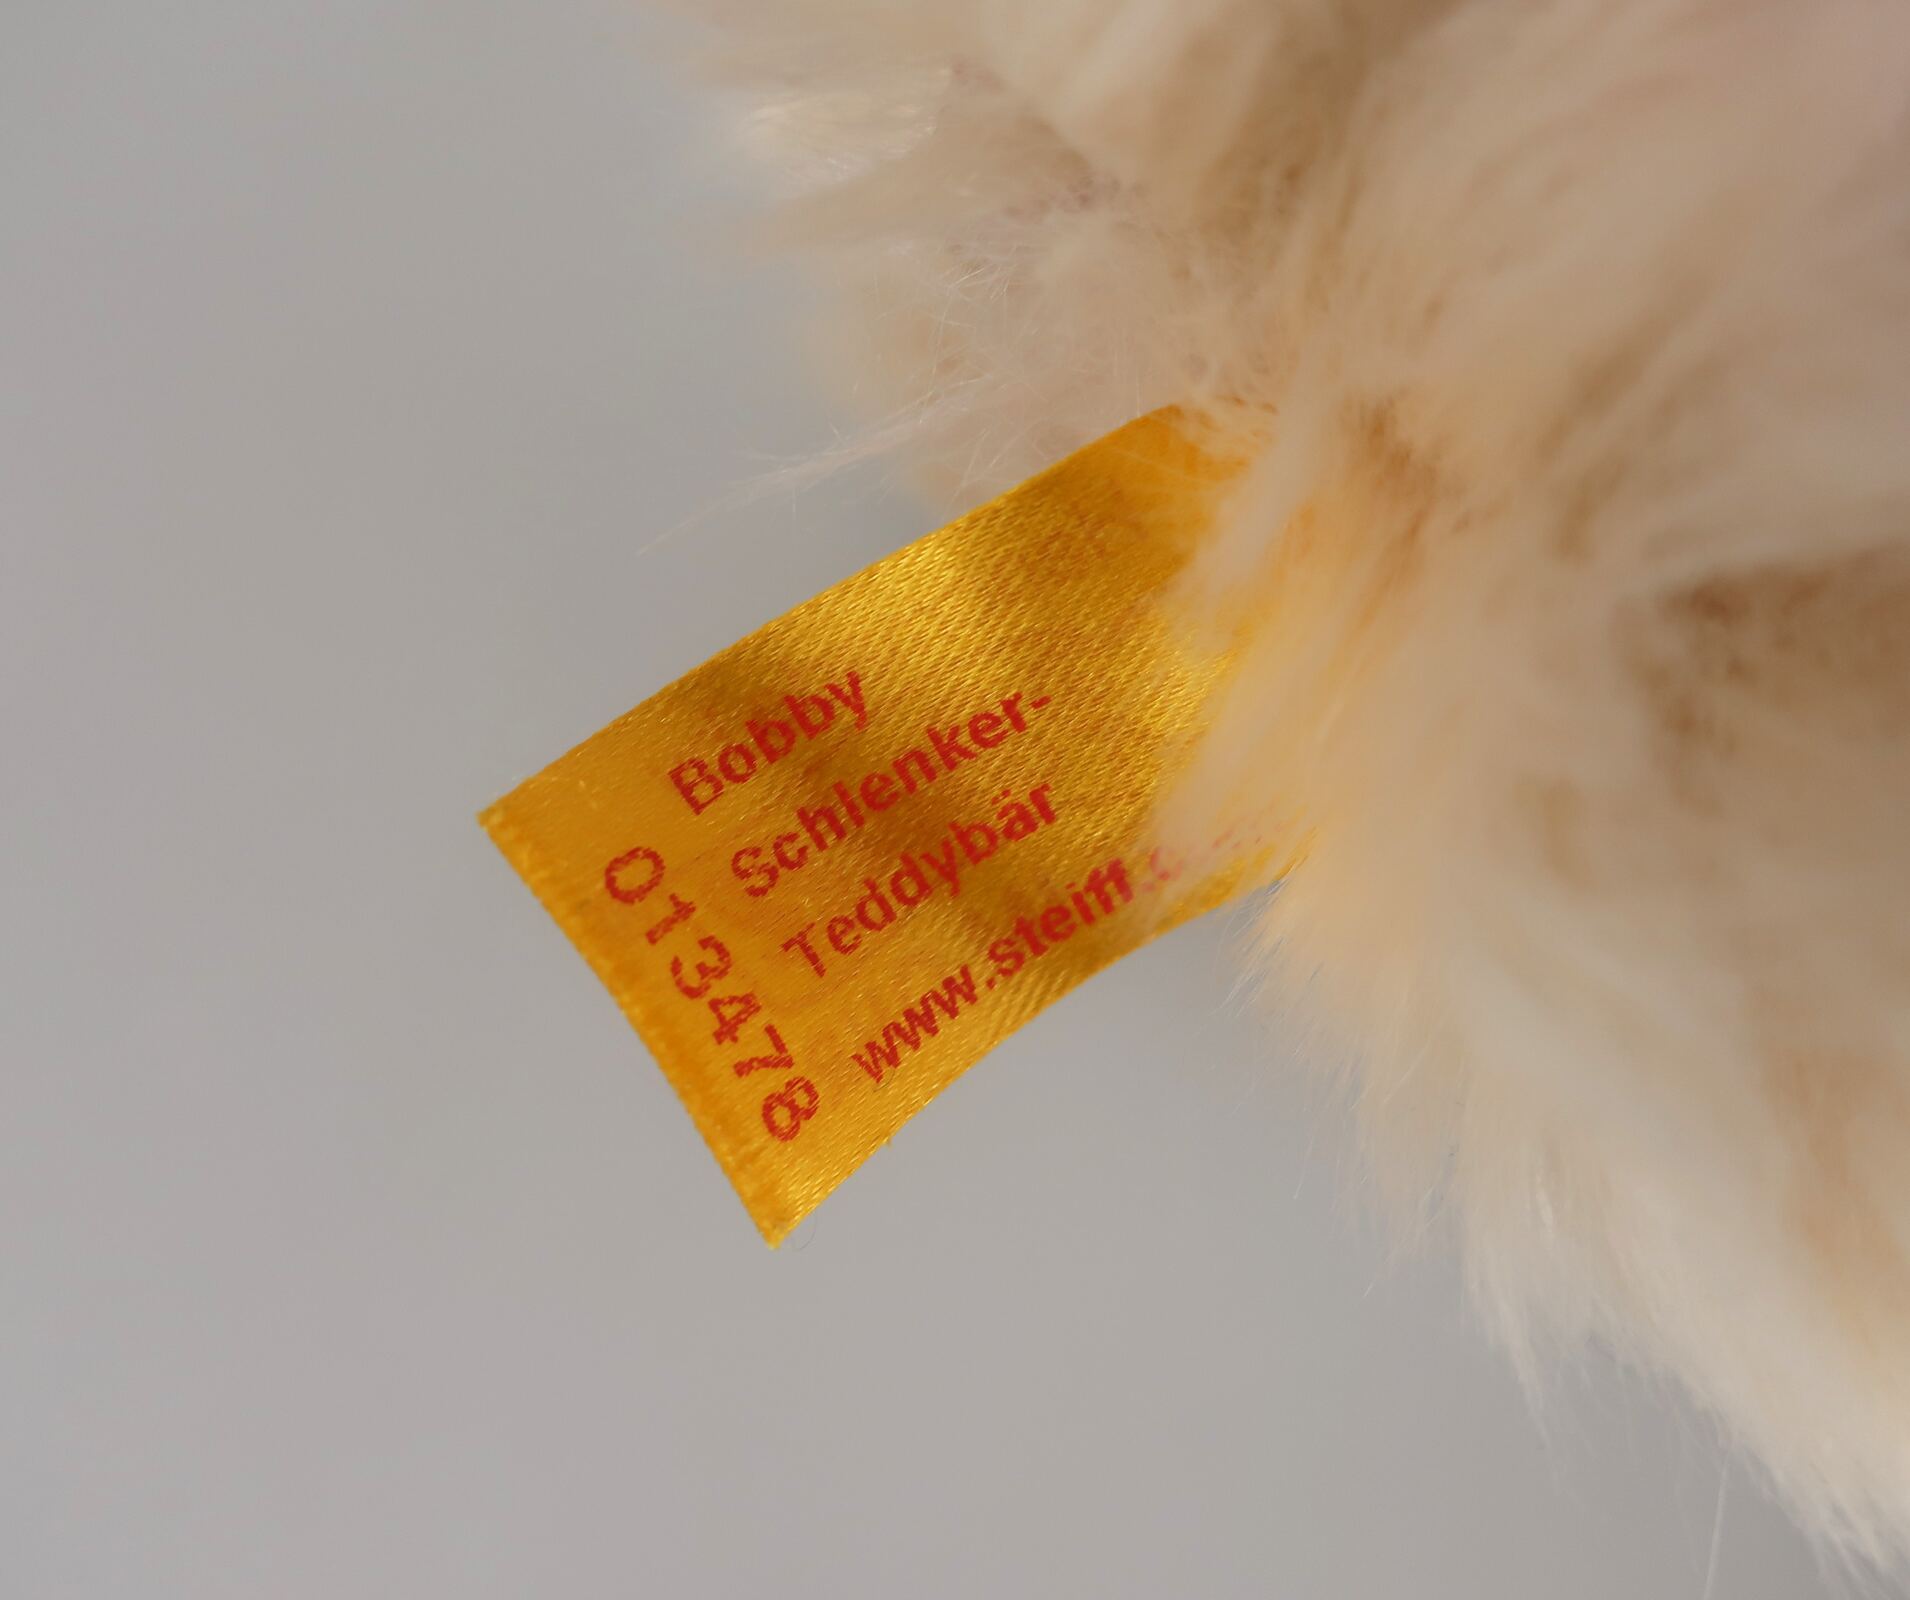 Bobby
Schlenker-
Teddybär
www.steiff.
013478